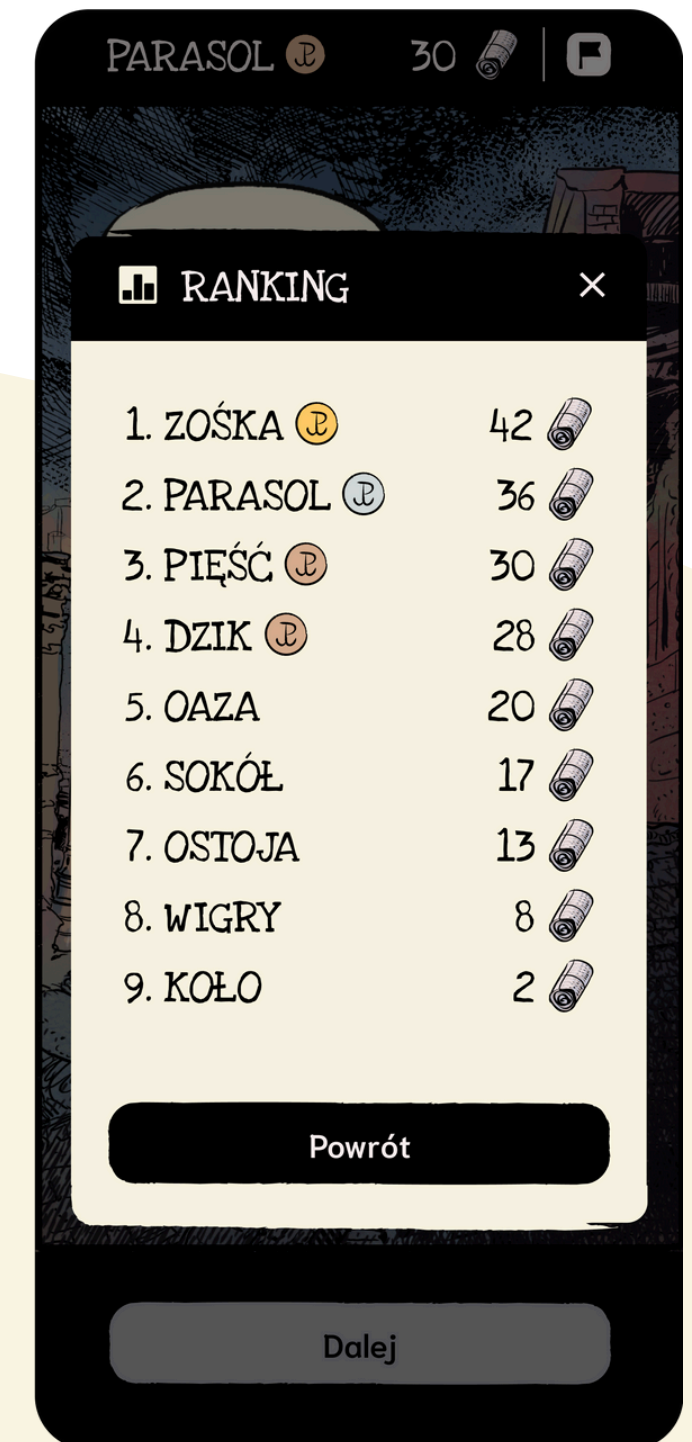 PARASOL 30
RANKING
1. ZOŚKA 42
2. PARASOL 36
3. PIĘŚĆ 30
4. DZIK 28
5. OAZA 20
6. SOKÓŁ 17
7. OSTOJA 13
8. WIGRY 8
9. KOŁO 2
Powrót
Dalej